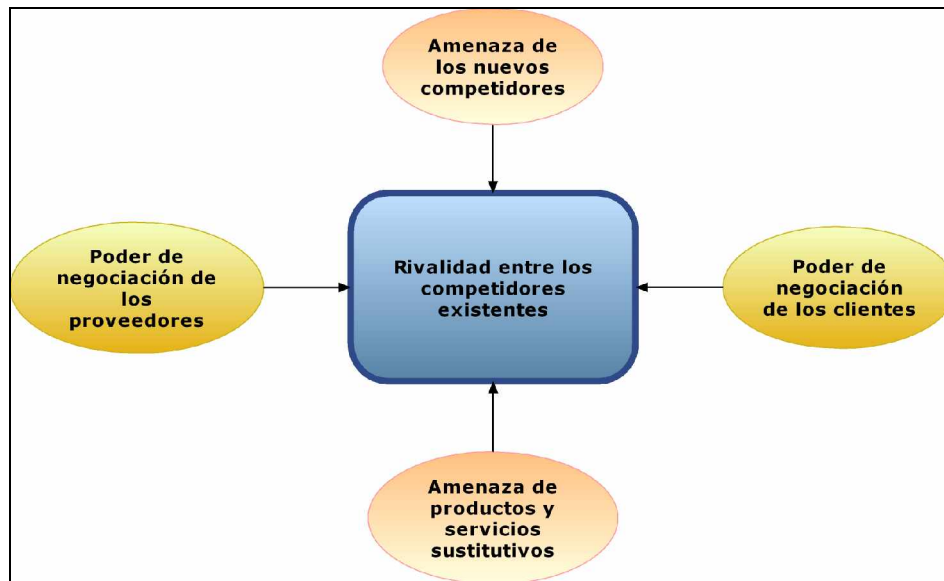 Amenaza de
los nuevos
competidores
Poder de
negociación de
los
proveedores
Rivalidad entre los
competidores
existentes
Poder de
negociación
de los clientes
Amenaza de
productos y
servicios
sustitutivos